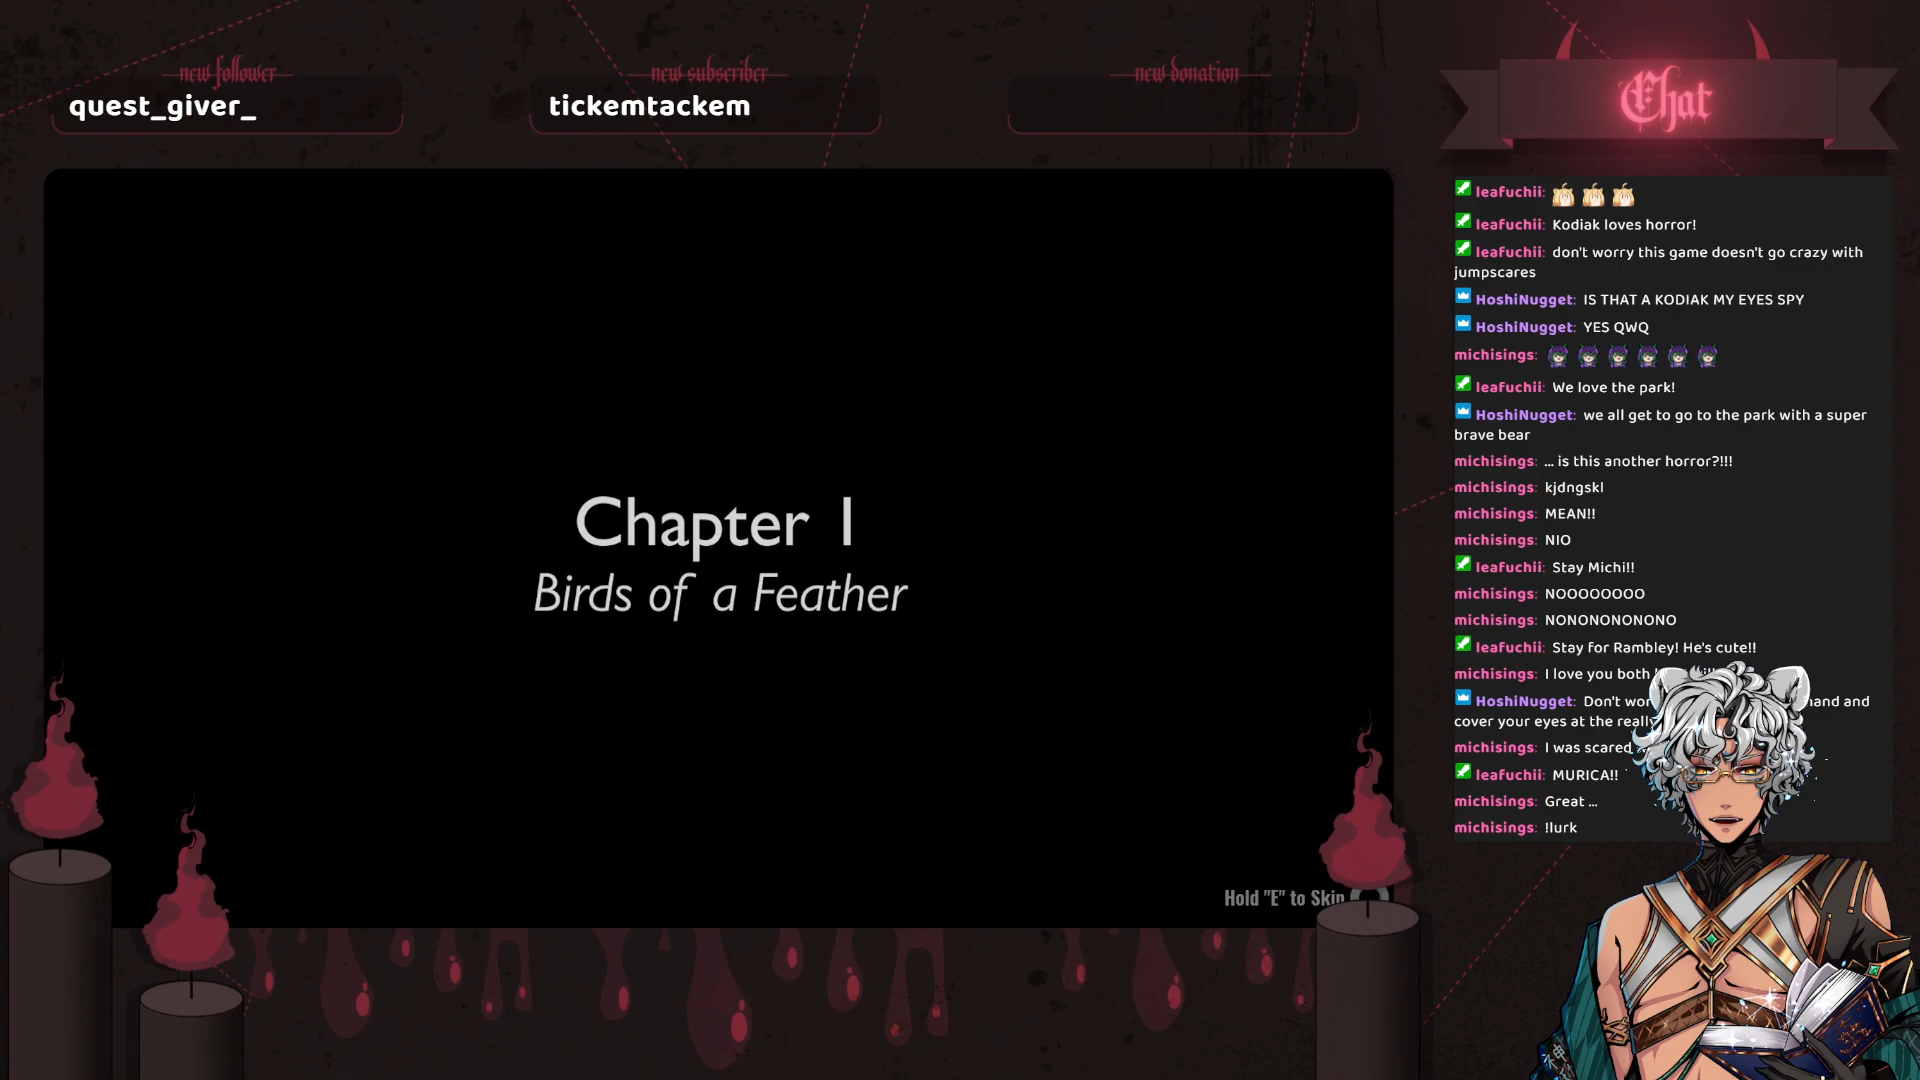 new follower
quest_giver_
new subscriber
tickemtackem
new donation
Chat
Chapter 1
Birds of a Feather
Hold "E" to Skip
leafuchii:
leafuchii: Kodiak loves horror!
leafuchii: don't worry this game doesn't go crazy with
jumpscares
HoshiNugget: IS THAT A KODIAK MY EYES SPY
HoshiNugget: YES QWQ
michisings:
leafuchii: We love the park!
HoshiNugget: we all get to go to the park with a super
brave bear
michisings: ... is this another horror?!!!
michisings: kjdngskl
michisings: MEAN!!
michisings: NIO
leafuchii: Stay Michi!!
michisings: NOOOOOOOO
michisings: NONONONONONO
leafuchii: Stay for Rambley! He's cute!!
michisings: I love you both
HoshiNugget: Don't wor hand and
cover your eyes at the really
michisings: I was scared
leafuchii: MURICA!!
michisings: Great ...
michisings: !lurk